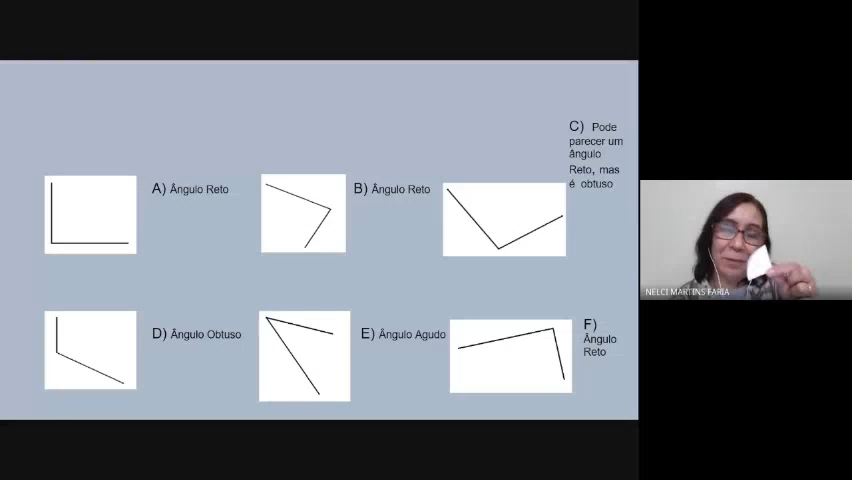 A) Ângulo Reto
B) Ângulo Reto
C) Pode
parecer um
ângulo
Reto, mas
é obtuso
D) Ângulo Obtuso
E) Ângulo Agudo
F)
Ângulo
Reto
NELCI MARTINS FARIA